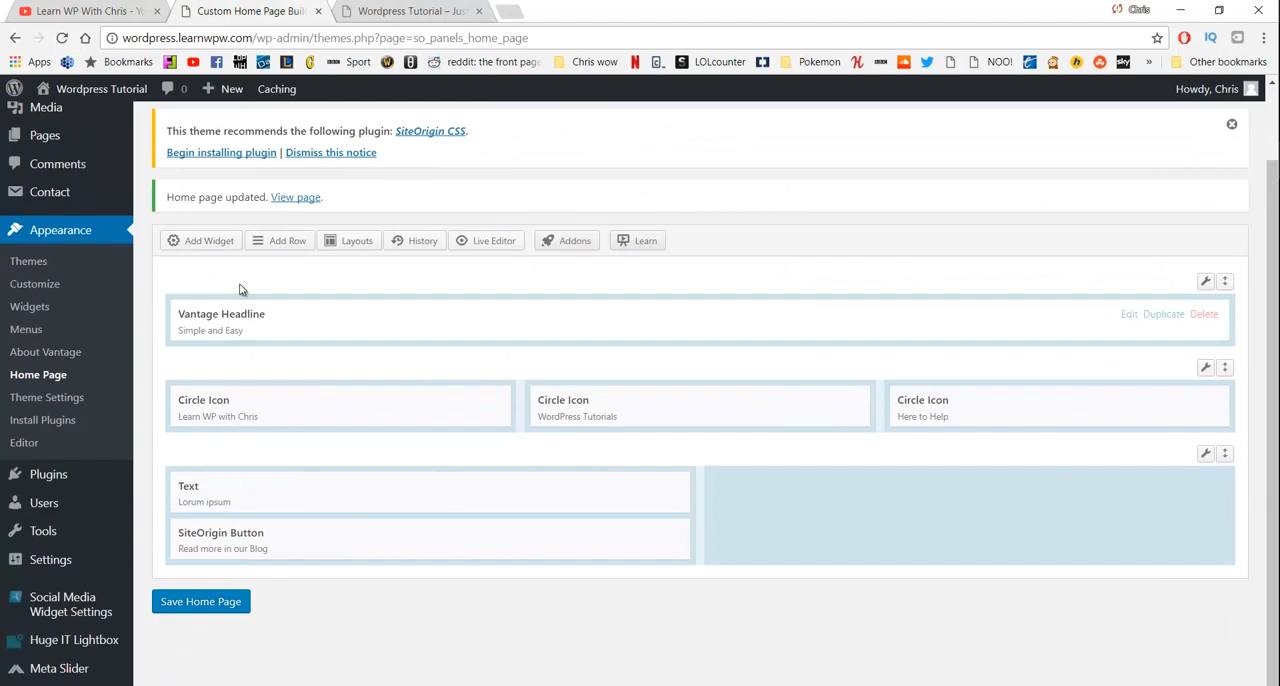 Learn WP With Chris - Y
Custom Home Page Buil
Wordpress Tutorial – Jus
Chris
wordpress.learnwpw.com/wp-admin/themes.php?page=so_panels_home_page
Apps
Bookmarks
Sport
reddit: the front page
Chris wow
LOLcounter
Pokemon
NOO!
sky
»
Other bookmarks
Wordpress Tutorial
0
New
Caching
Howdy, Chris
Media
Pages
Comments
Contact
Appearance
Themes
Customize
Widgets
Menus
About Vantage
Home Page
Theme Settings
Install Plugins
Editor
Plugins
Users
Tools
Settings
Social Media
Widget Settings
Huge IT Lightbox
Meta Slider
This theme recommends the following plugin: SiteOrigin CSS.
Begin installing plugin | Dismiss this notice
Home page updated. View page.
Add Widget
Add Row
Layouts
History
Live Editor
Addons
Learn
Vantage Headline
Simple and Easy
Edit Duplicate Delete
Circle Icon
Learn WP with Chris
Circle Icon
WordPress Tutorials
Circle Icon
Here to Help
Text
Lorum ipsum
SiteOrigin Button
Read more in our Blog
Save Home Page